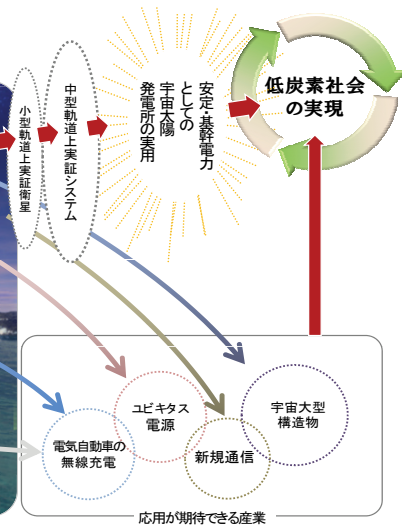 小型軌道上実証衛星
中型軌道上実証システム
安定・基幹電力
としての
宇宙太陽
発電所の実用
低炭素社会
の実現
ユビキタス
電源
宇宙大型
構造物
電気自動車の
無線充電
新規通信
応用が期待できる産業